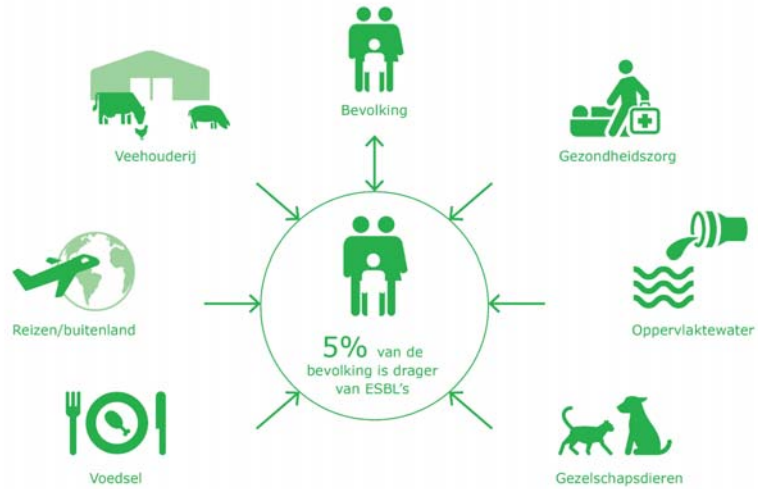 Bevolking
Veehouderij
Gezondheidszorg
Reizen/buitenland
5% van de
bevolking is drager
van ESBL's
Oppervlaktewater
Voedsel
Gezelschapsdieren